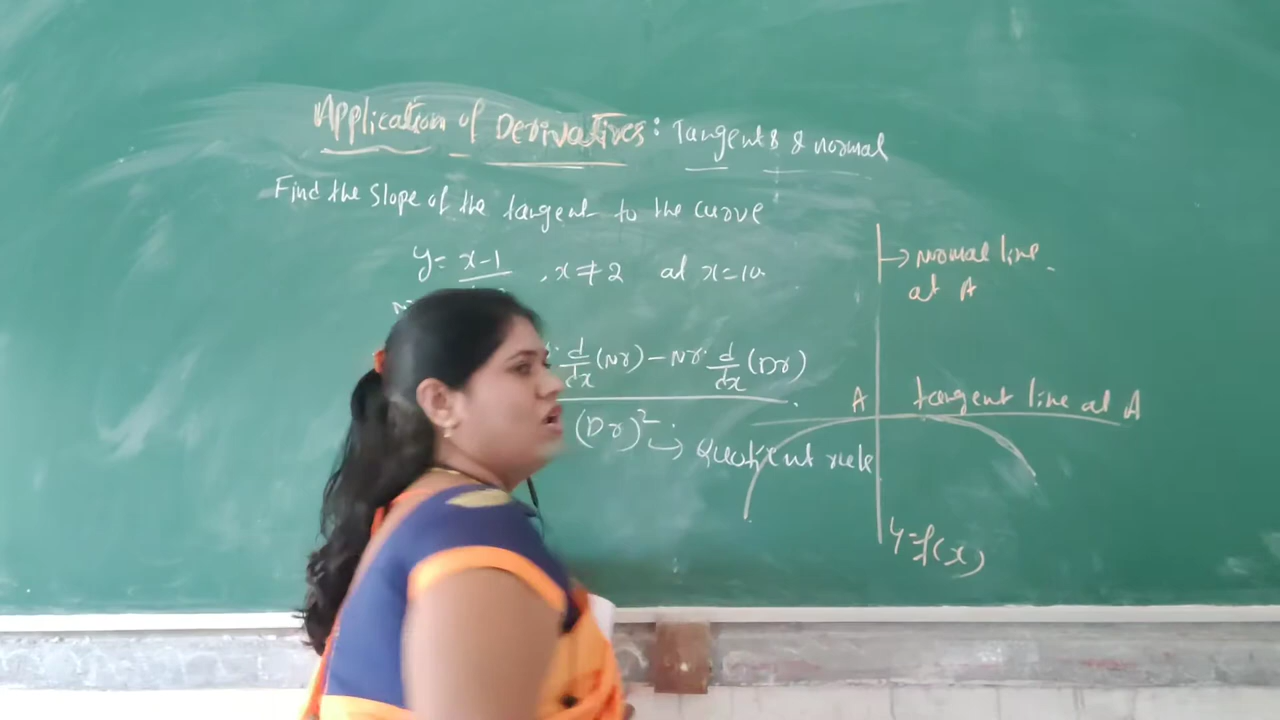 Application of Derivatives: Tangents & normal
Find the slope of the tangent to the curve
y= x-1 , x≠2 at x=10
d/dx (Nr) - Nr. d/dx (Dr)
(Dr)² → Quotient rule
→ normal line
at A
A tangent line at A
y=f(x)